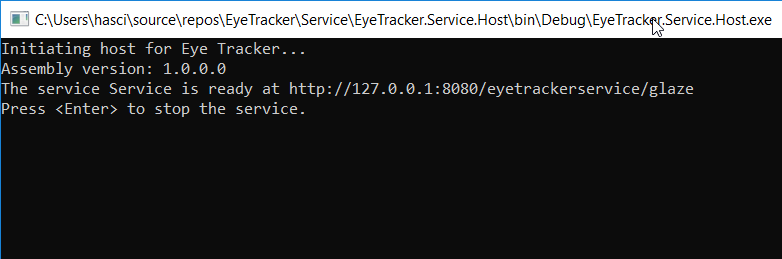 C:\Users\hasci\source\repos\EyeTracker\Service\EyeTracker.Service.Host\bin\Debug\EyeTracker.Service.Host.exe
Initiating host for Eye Tracker...
Assembly version: 1.0.0.0
The service Service is ready at http://127.0.0.1:8080/eyetrackerservice/glaze
Press <Enter> to stop the service.